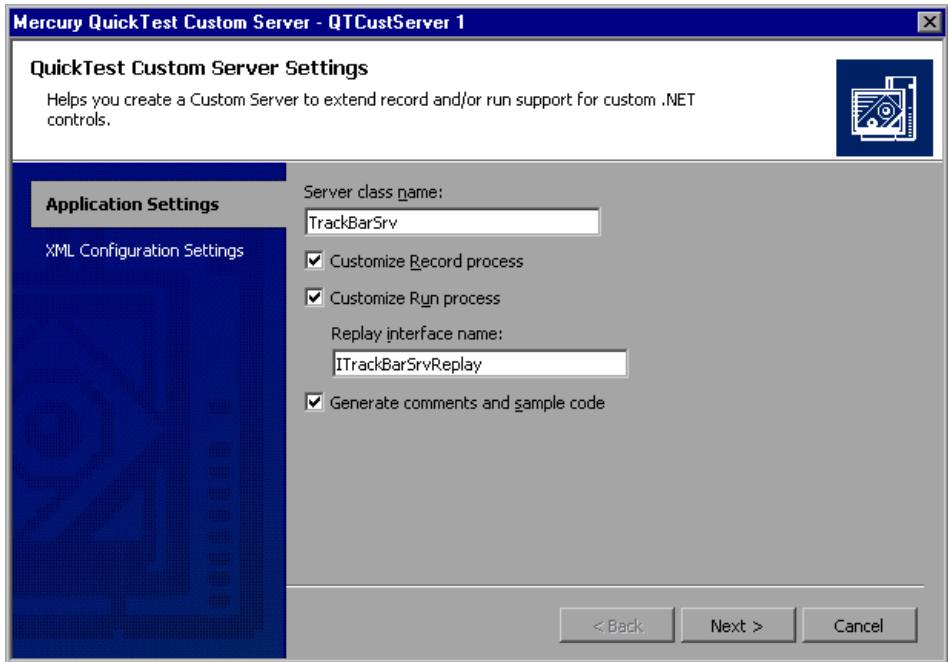 Mercury QuickTest Custom Server - QTCustServer 1
QuickTest Custom Server Settings
Helps you create a Custom Server to extend record and/or run support for custom .NET
controls.
Application Settings
XML Configuration Settings
Server class name:
TrackBarSrv
Customize Record process
Customize Run process
Replay interface name:
ITrackBarSrvReplay
Generate comments and sample code
< Back
Next >
Cancel